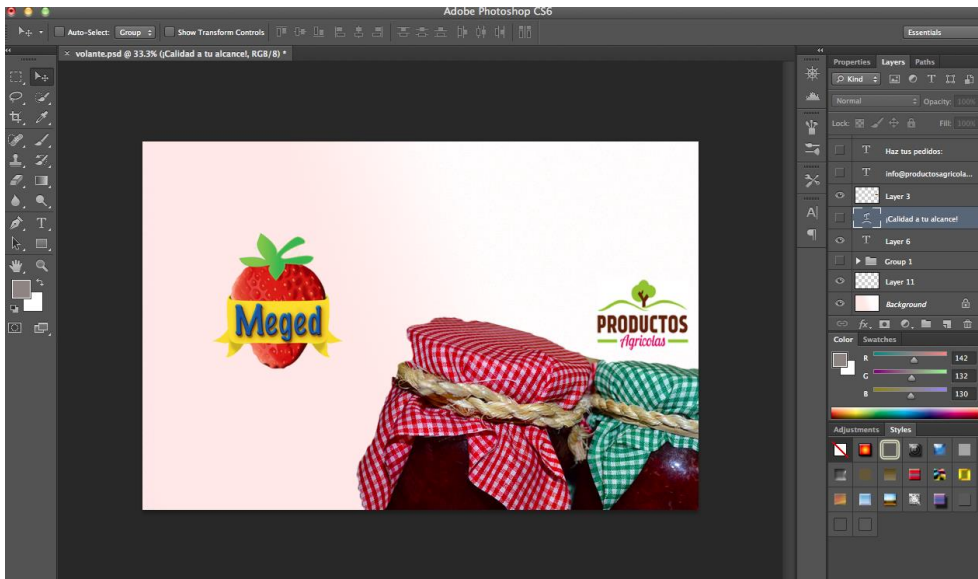 Adobe Photoshop CS6
Auto-Select: Group Show Transform Controls Essentials
× volante.psd @ 33.3% (¡Calidad a tu alcance!, RGB/8) *
Properties Layers Paths
Kind T
Normal Opacity: 100%
Lock: Fill: 100%
T Haz tus pedidos:
T info@productosagricola...
Layer 3
¡Calidad a tu alcance!
T Layer 6
Group 1
Layer 11
Background
fx
Color Swatches
R 142
G 132
B 130
Adjustments Styles
Meged
PRODUCTOS
Agrícolas